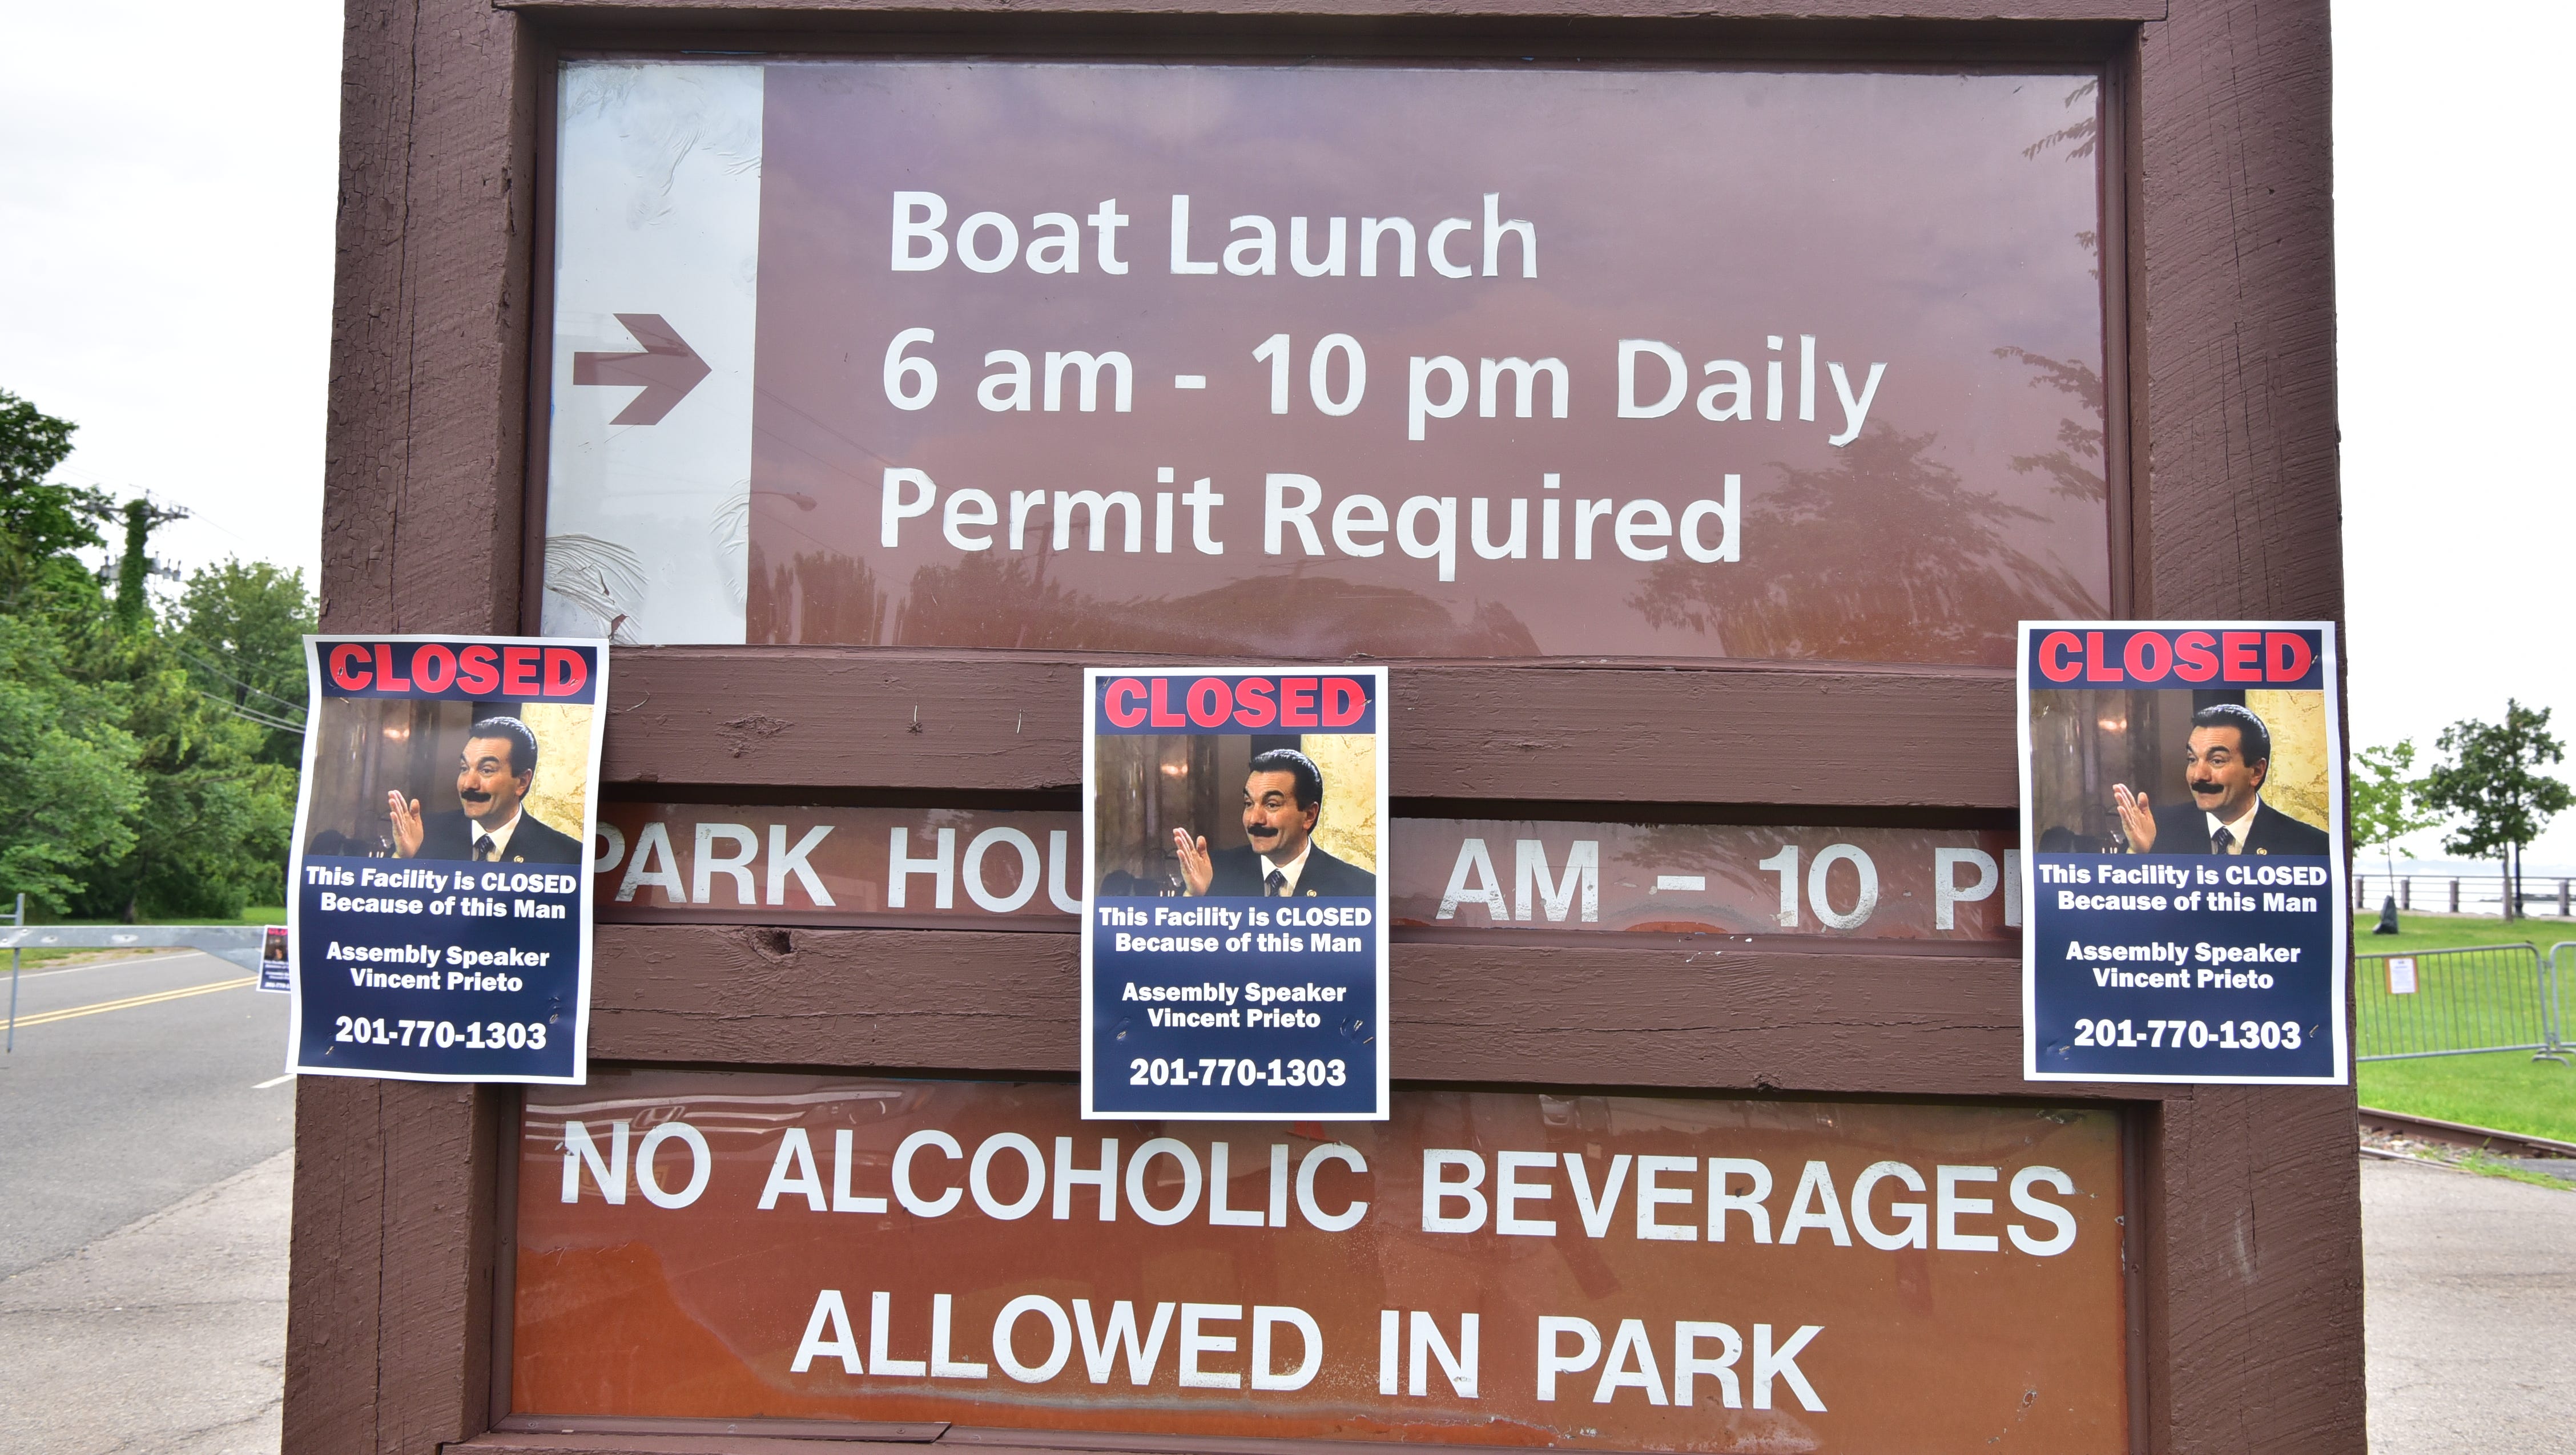 Boat Launch
6 am - 10 pm Daily
Permit Required
CLOSED
This Facility is CLOSED
Because of this Man
Assembly Speaker
Vincent Prieto
201-770-1303
CLOSED
This Facility is CLOSED
Because of this Man
Assembly Speaker
Vincent Prieto
201-770-1303
CLOSED
This Facility is CLOSED
Because of this Man
Assembly Speaker
Vincent Prieto
201-770-1303
PARK HOU AM - 10 P
NO ALCOHOLIC BEVERAGES
ALLOWED IN PARK